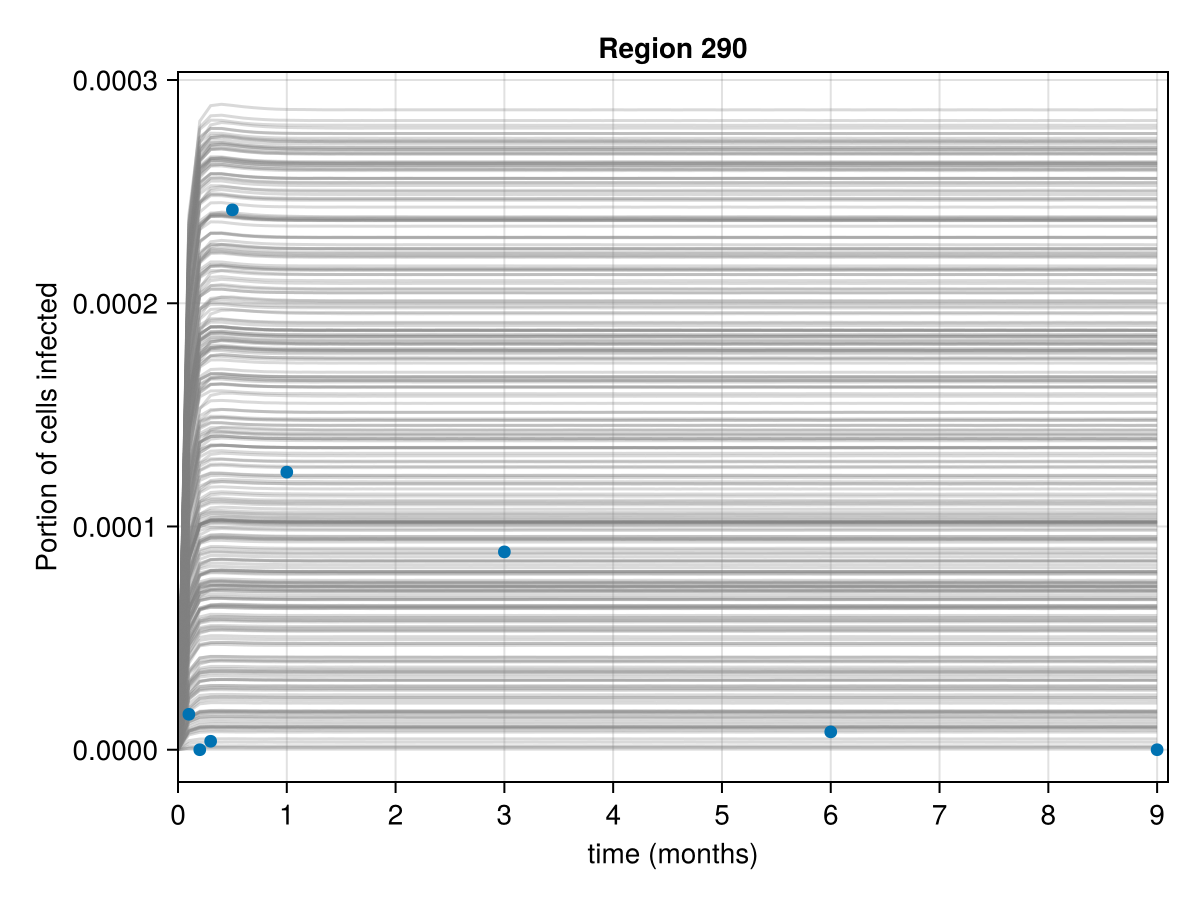 Region 290
0.0003
0.0002
0.0001
0.0000
Portion of cells infected
0 1 2 3 4 5 6 7 8 9
time (months)